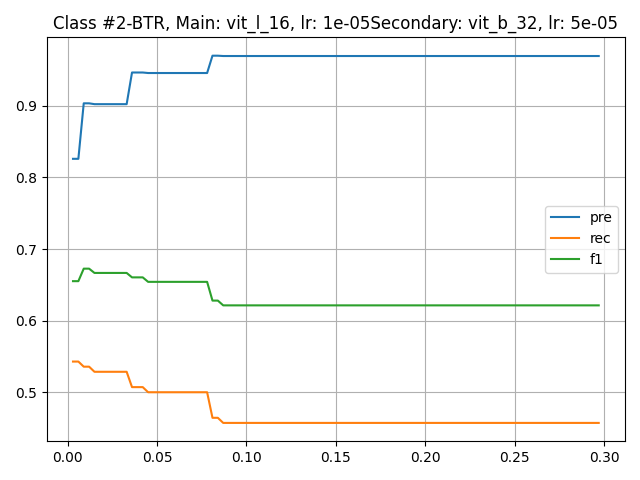 Class #2-BTR, Main: vit_l_16, lr: 1e-05Secondary: vit_b_32, lr: 5e-05
0.9
0.8
0.7
0.6
0.5
pre
rec
f1
0.00 0.05 0.10 0.15 0.20 0.25 0.30